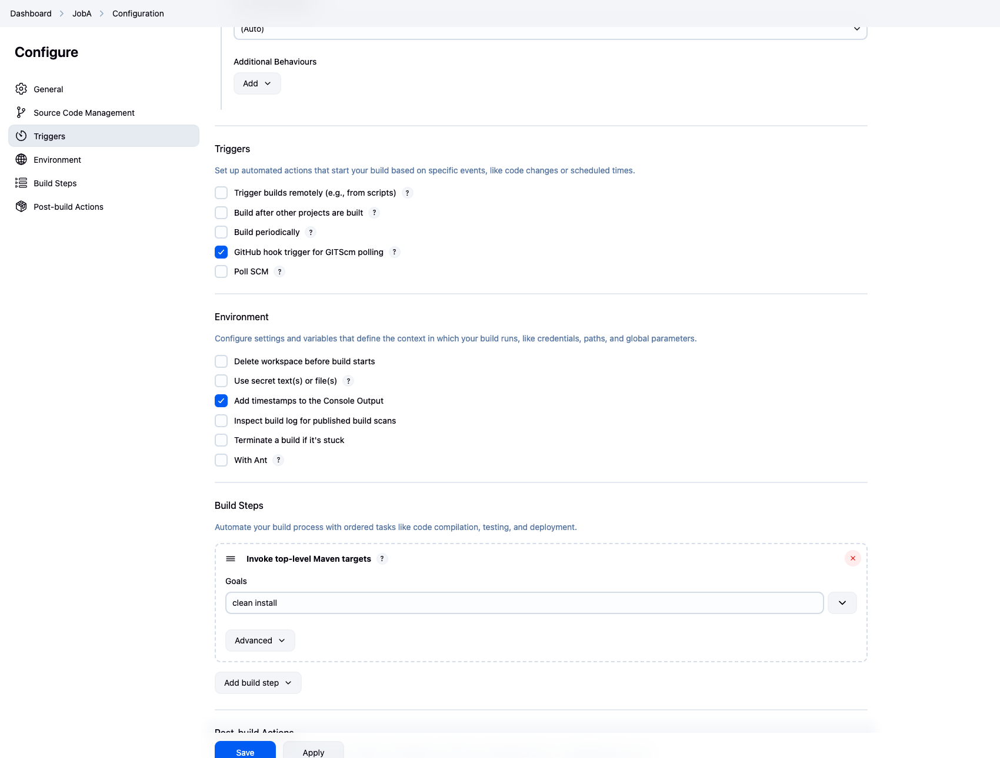 Dashboard
JobA
Configuration
Configure
General
Source Code Management
Triggers
Environment
Build Steps
Post-build Actions
(Auto)
Additional Behaviours
Add
Triggers
Set up automated actions that start your build based on specific events, like code changes or scheduled times.
Trigger builds remotely (e.g., from scripts) ?
Build after other projects are built ?
Build periodically ?
GitHub hook trigger for GITScm polling ?
Poll SCM ?
Environment
Configure settings and variables that define the context in which your build runs, like credentials, paths, and global parameters.
Delete workspace before build starts
Use secret text(s) or file(s) ?
Add timestamps to the Console Output
Inspect build log for published build scans
Terminate a build if it's stuck
With Ant ?
Build Steps
Automate your build process with ordered tasks like code compilation, testing, and deployment.
Invoke top-level Maven targets ?
Goals
clean install
Advanced
Add build step
Post-build Actions
Save
Apply